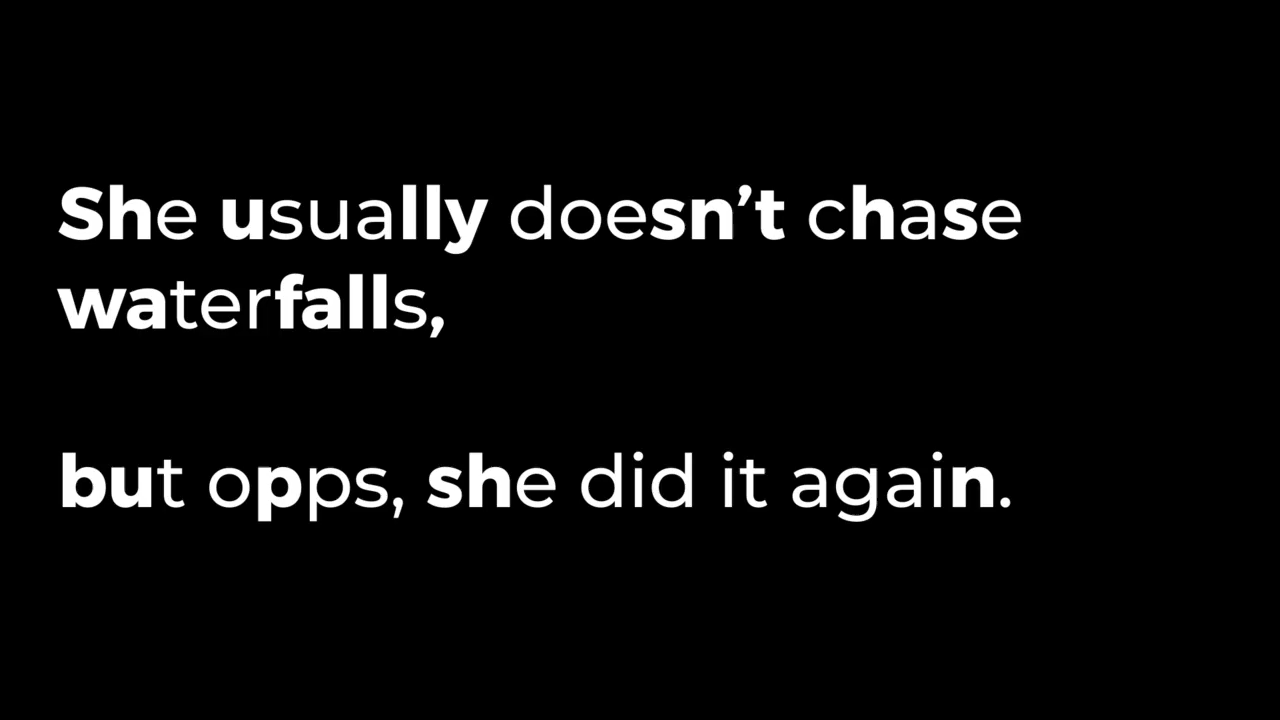 She usually doesn’t chase
waterfalls,
but opps, she did it again.